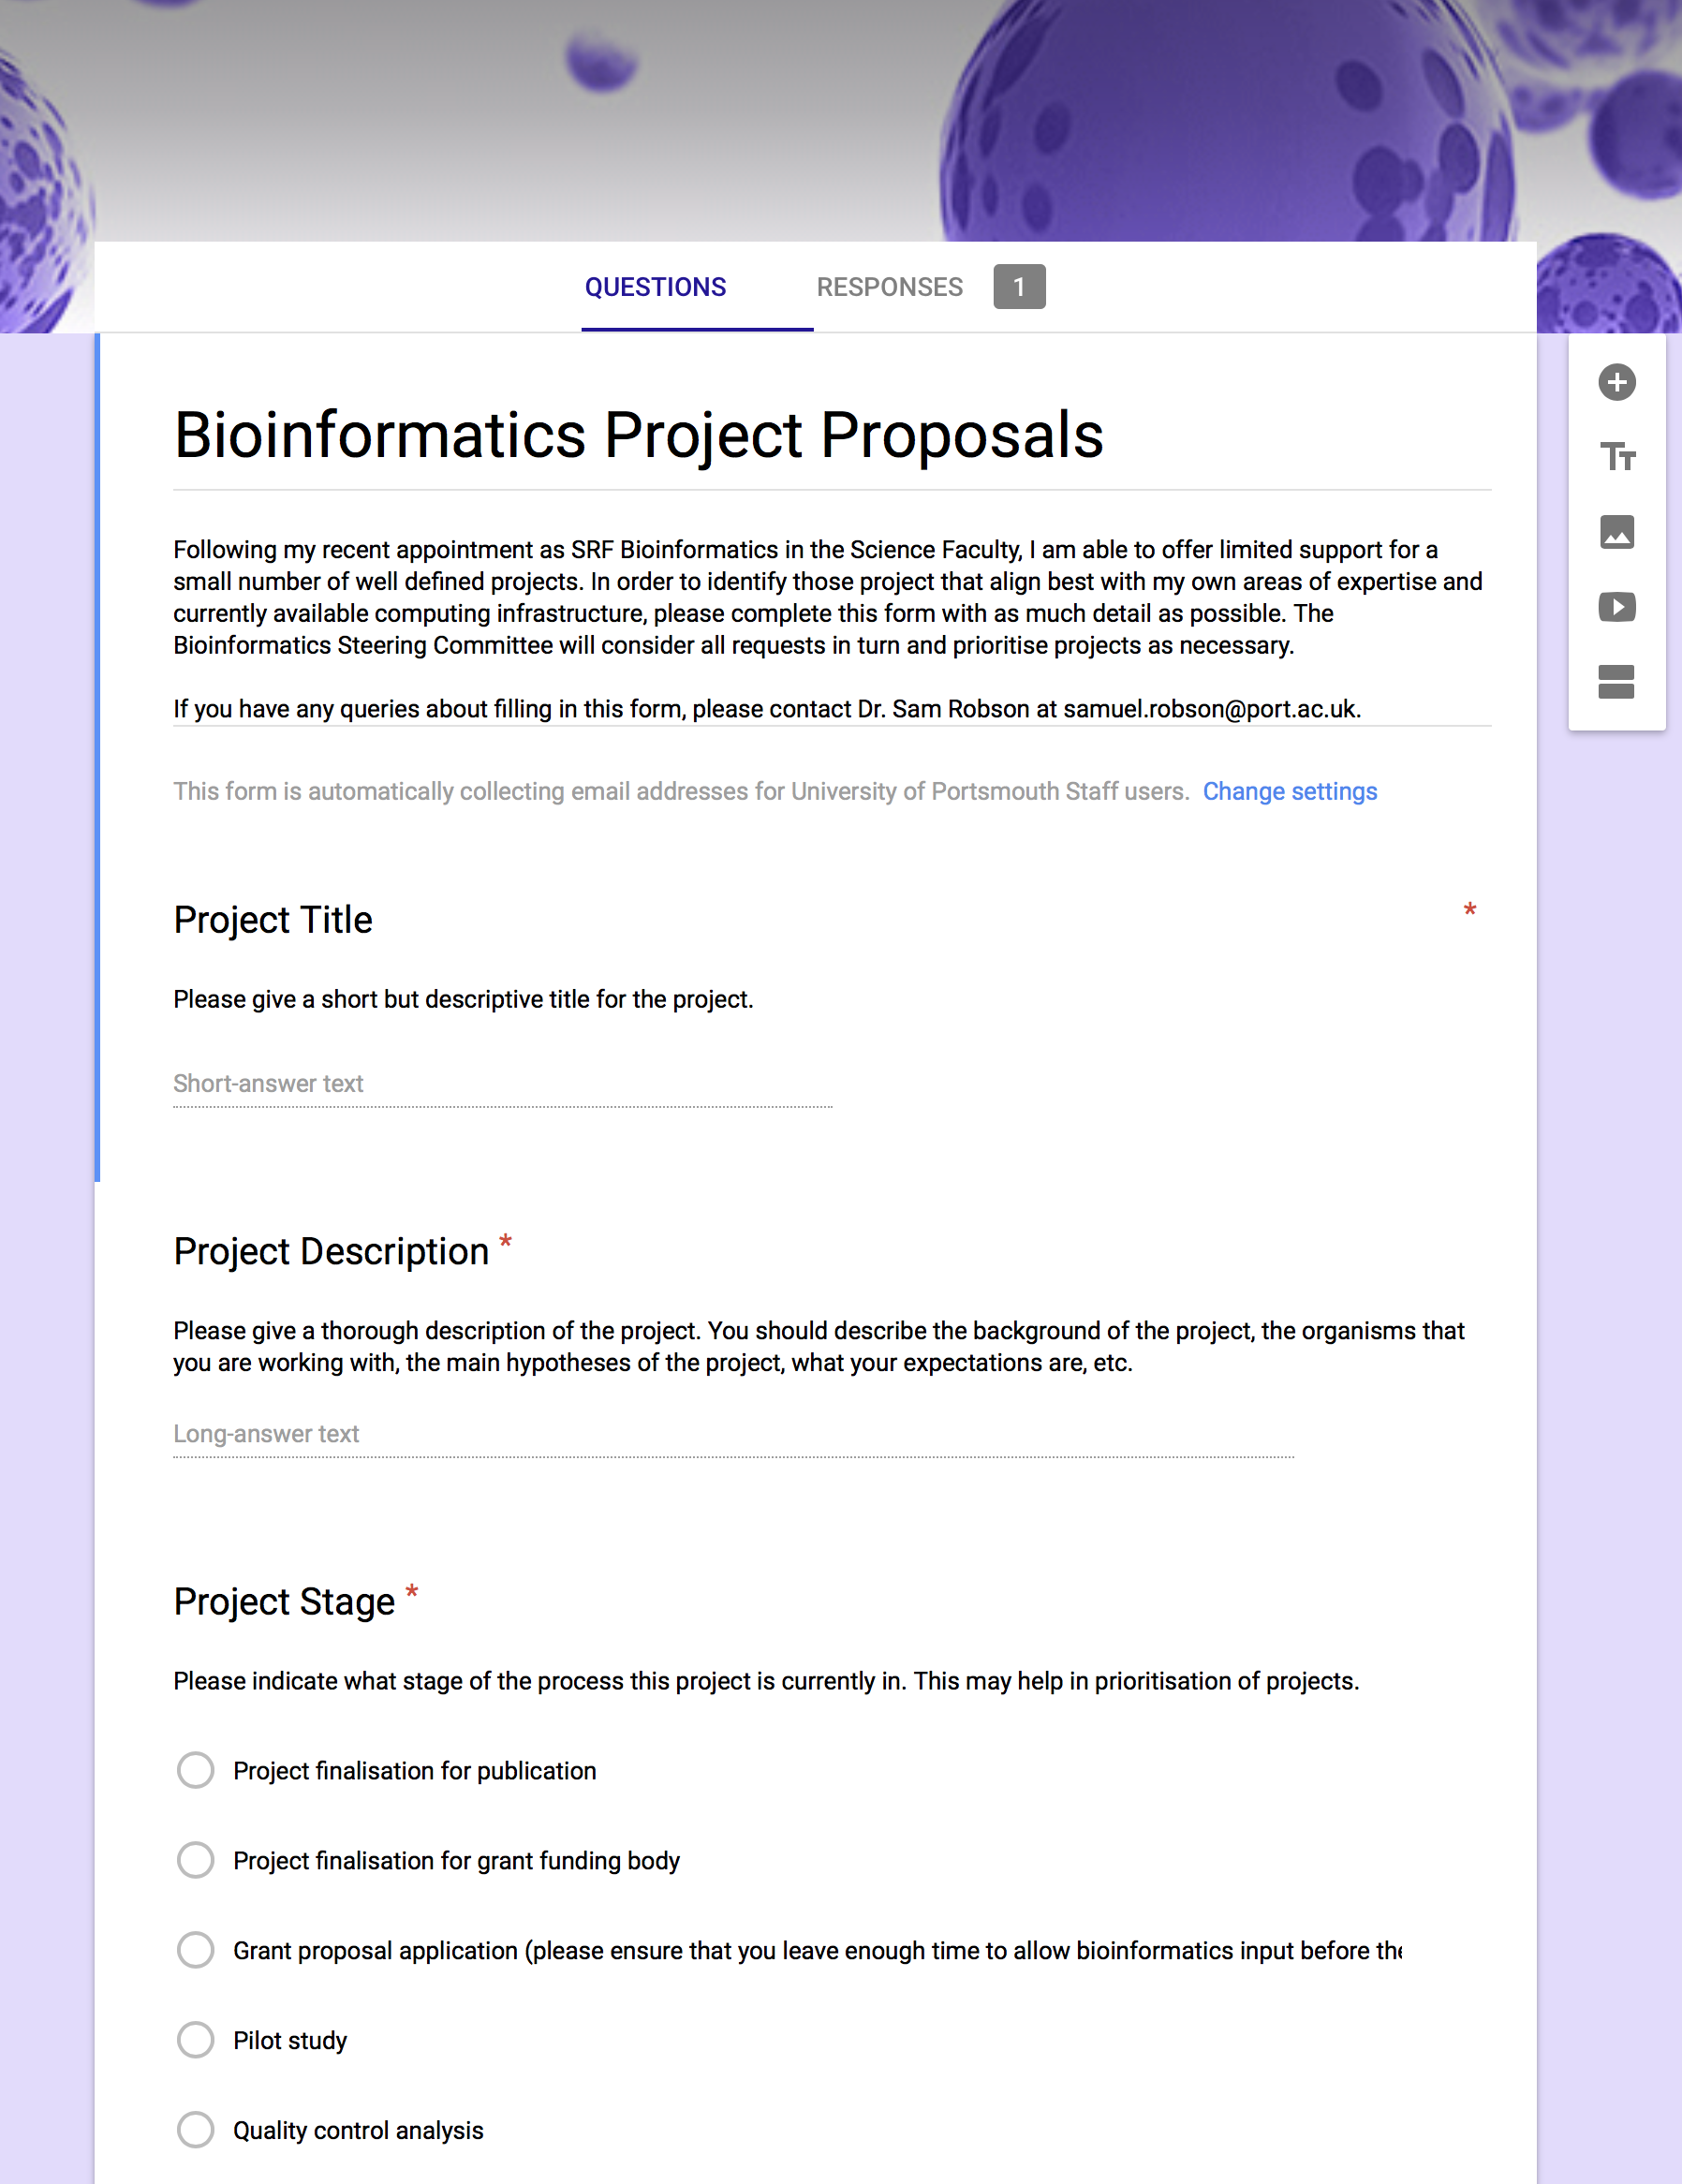 QUESTIONS RESPONSES 1
Bioinformatics Project Proposals
Following my recent appointment as SRF Bioinformatics in the Science Faculty, I am able to offer limited support for a
small number of well defined projects. In order to identify those project that align best with my own areas of expertise and
currently available computing infrastructure, please complete this form with as much detail as possible. The
Bioinformatics Steering Committee will consider all requests in turn and prioritise projects as necessary.
If you have any queries about filling in this form, please contact Dr. Sam Robson at samuel.robson@port.ac.uk.
This form is automatically collecting email addresses for University of Portsmouth Staff users. Change settings
Project Title *
Please give a short but descriptive title for the project.
Short-answer text
Project Description *
Please give a thorough description of the project. You should describe the background of the project, the organisms that
you are working with, the main hypotheses of the project, what your expectations are, etc.
Long-answer text
Project Stage *
Please indicate what stage of the process this project is currently in. This may help in prioritisation of projects.
Project finalisation for publication
Project finalisation for grant funding body
Grant proposal application (please ensure that you leave enough time to allow bioinformatics input before the
Pilot study
Quality control analysis